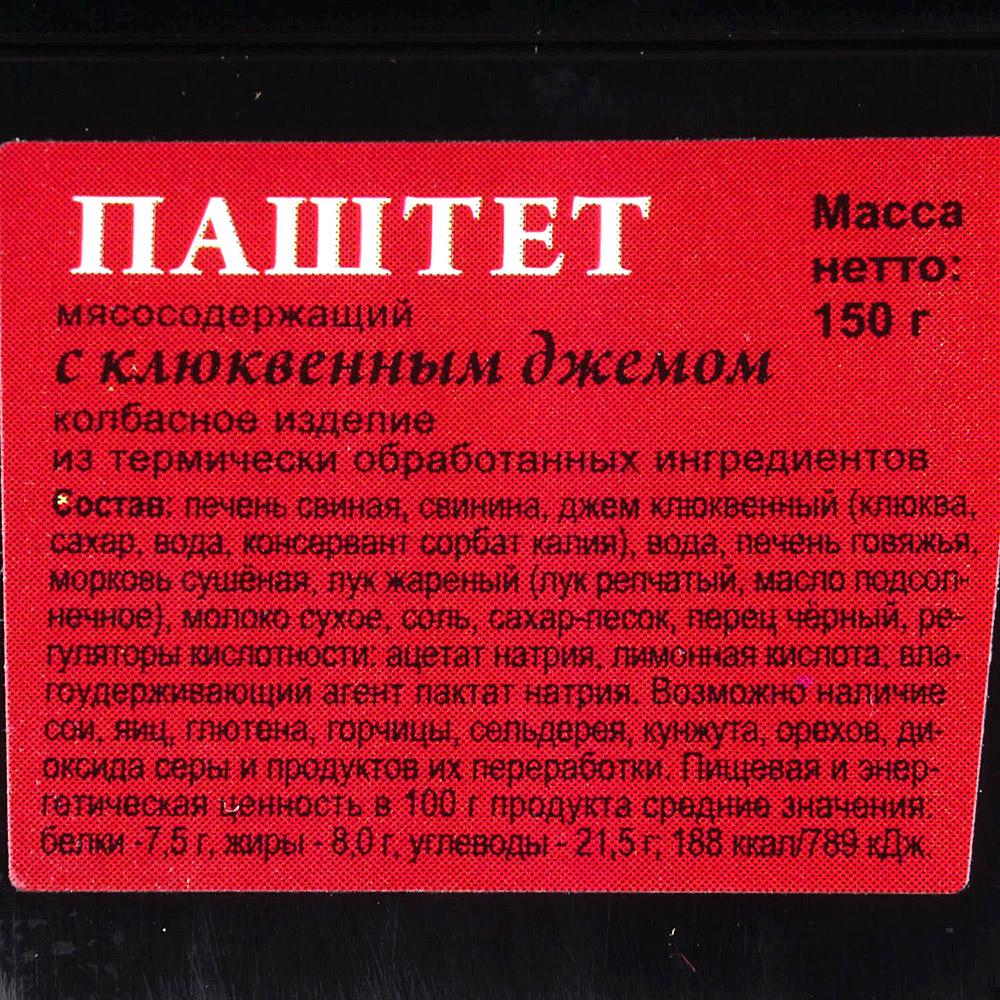 ПАШТЕТ
Масса
нетто:
150 г
мясосодержащий
с клюквенным джемом
колбасное изделие
из термически обработанных ингредиентов
Состав: печень свиная, свинина, джем клюквенный (клюква,
сахар, вода, консервант сорбат калия), вода, печень говяжья,
морковь сушёная, лук жареный (лук репчатый, масло подсол-
нечное), молоко сухое, соль, сахар-песок, перец чёрный, ре-
гуляторы кислотности: ацетат натрия, лимонная кислота, вла-
гоудерживающий агент лактат натрия. Возможно наличие
сои, яиц, глютена, горчицы, сельдерея, кунжута, орехов, ди-
оксида серы и продуктов их переработки. Пищевая и энер-
гетическая ценность в 100 г продукта средние значения:
белки -7,5 г, жиры - 8,0 г, углеводы - 21,5 г; 188 ккал/789 кДж.